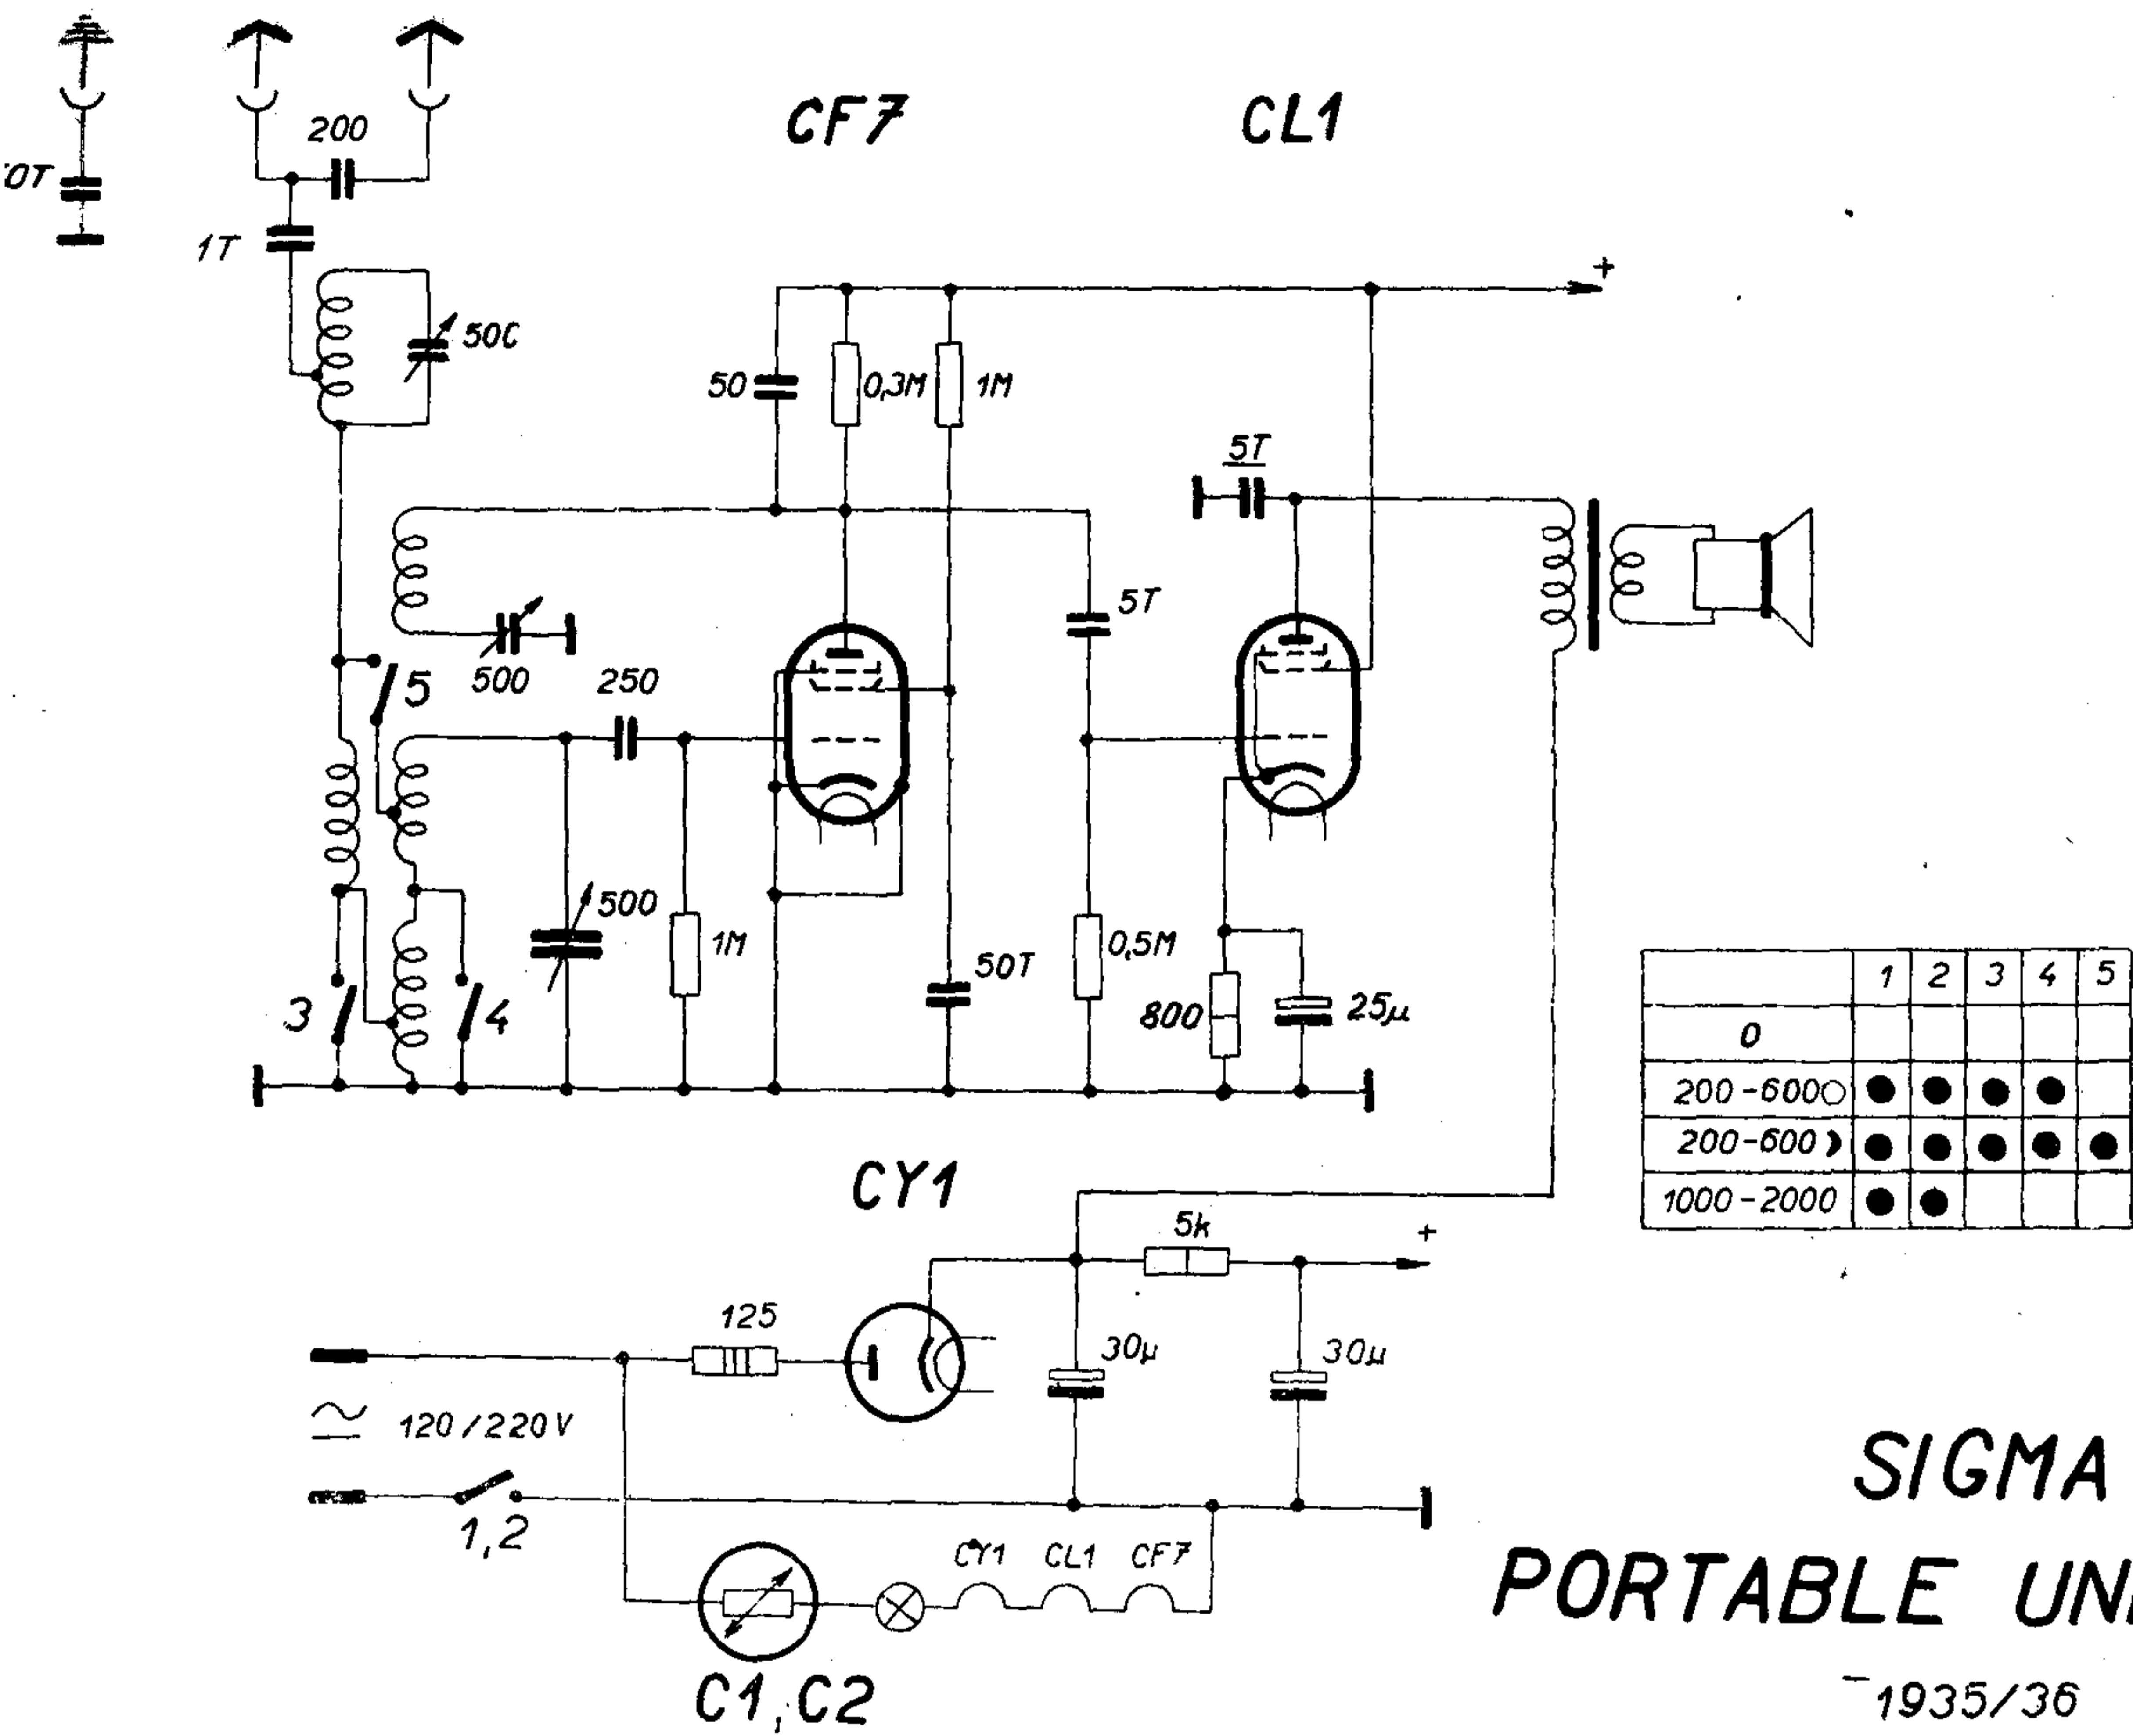 CF7
CL1
200
0T
1T
+
50C
50
0,3M
1M
5T
5T
500
250
5
500
1M
50T
0,5M
800
25µ
3
4
1 2 3 4 5
0
200-600
200-600
1000-2000
CY1
5k
+
125
30µ
30µ
120/220V
1,2
CY1 CL1 CF7
C1, C2
SIGMA
PORTABLE UN
1935/36